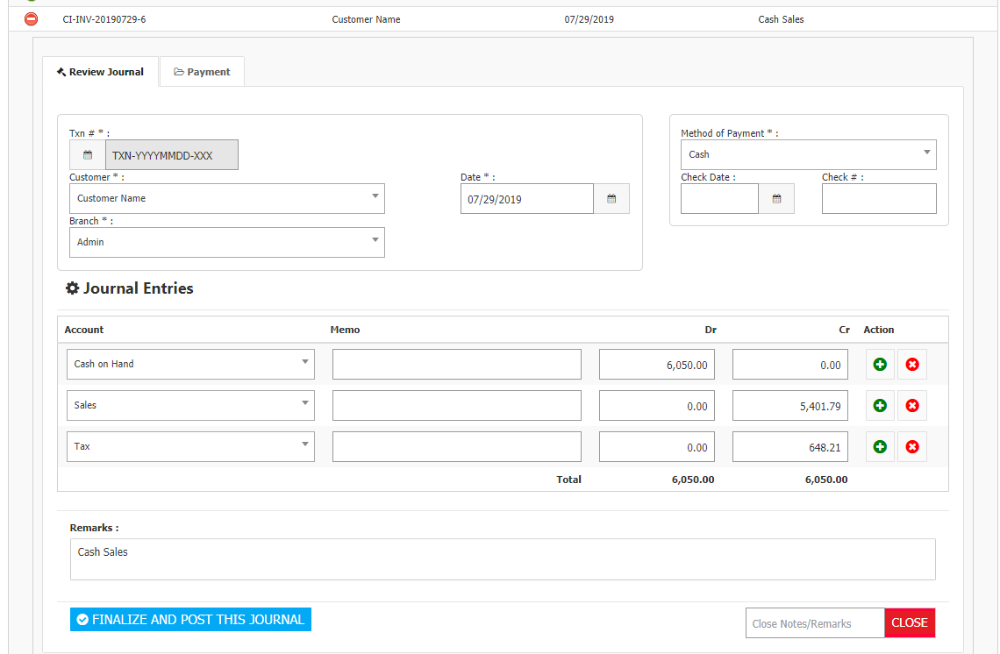 CI-INV-20190729-6 Customer Name 07/29/2019 Cash Sales
Review Journal Payment
Txn # * : Method of Payment * :
TXN-YYYYMMDD-XXX Cash
Customer * : Date * : Check Date : Check # :
Customer Name 07/29/2019
Branch * :
Admin
Journal Entries
Account Memo Dr Cr Action
Cash on Hand 6,050.00 0.00
Sales 0.00 5,401.79
Tax 0.00 648.21
Total 6,050.00 6,050.00
Remarks :
Cash Sales
FINALIZE AND POST THIS JOURNAL Close Notes/Remarks CLOSE